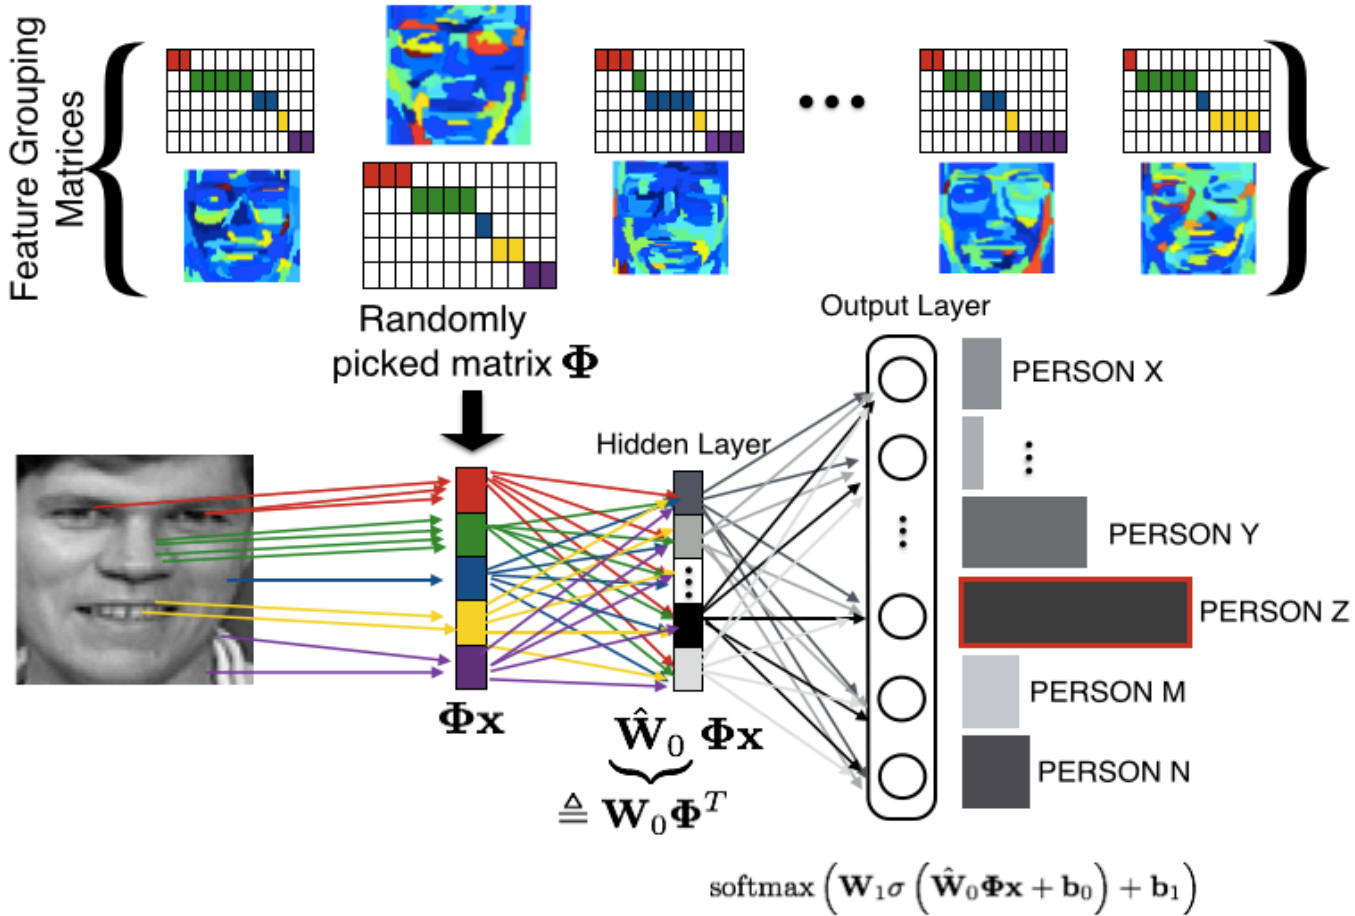 Feature Grouping
Matrices
Randomly
picked matrix Φ
Output Layer
PERSON X
Hidden Layer
PERSON Y
PERSON Z
PERSON M
PERSON N
Φx
Ŵ₀ Φx
≜ W₀Φᵀ
softmax (W₁σ (Ŵ₀Φx + b₀) + b₁)